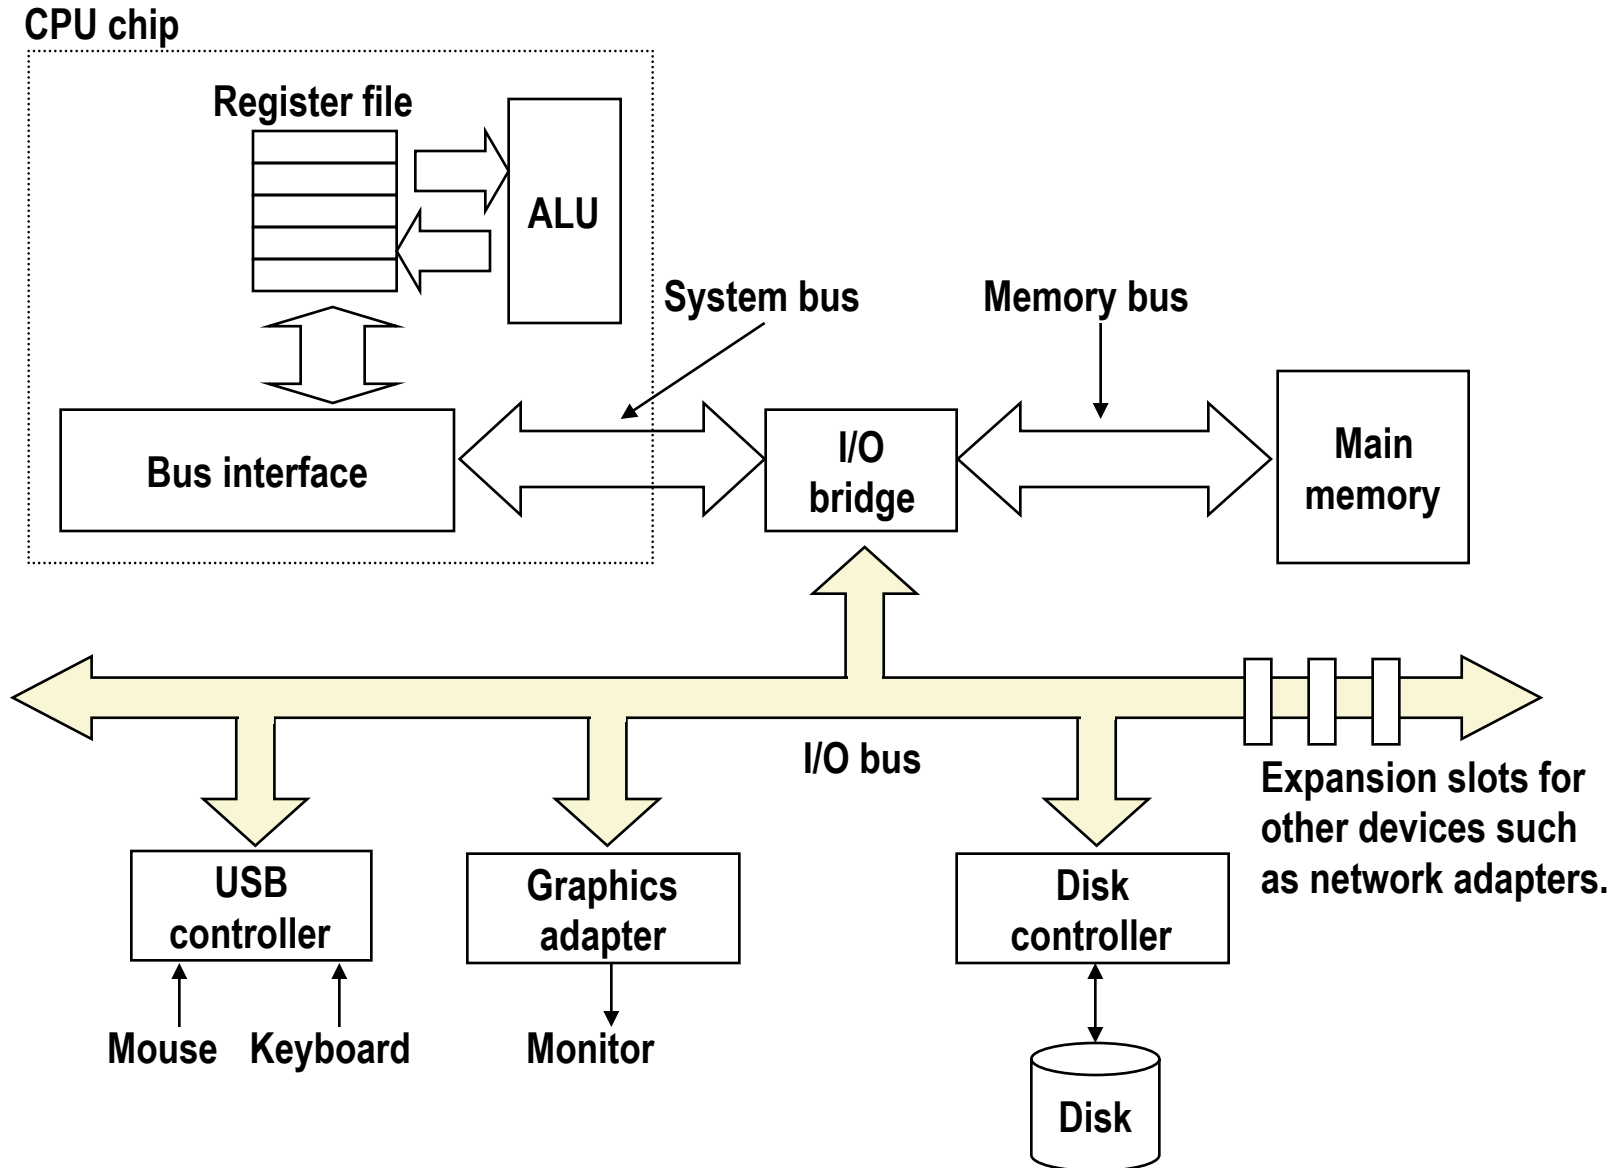 CPU chip
Register file
ALU
System bus
Memory bus
Bus interface
I/O
bridge
Main
memory
I/O bus
Expansion slots for
other devices such
as network adapters.
USB
controller
Graphics
adapter
Disk
controller
Mouse
Keyboard
Monitor
Disk